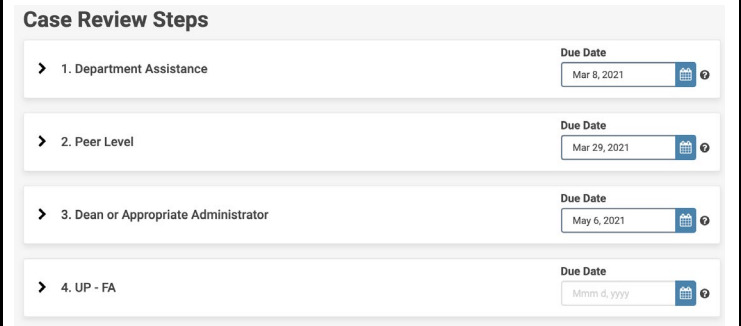 Case Review Steps
Due Date
1. Department Assistance
Mar 8, 2021
Due Date
2. Peer Level
Mar 29, 2021
Due Date
3. Dean or Appropriate Administrator
May 6, 2021
Due Date
4. UP - FA
Mmm d, yyyy